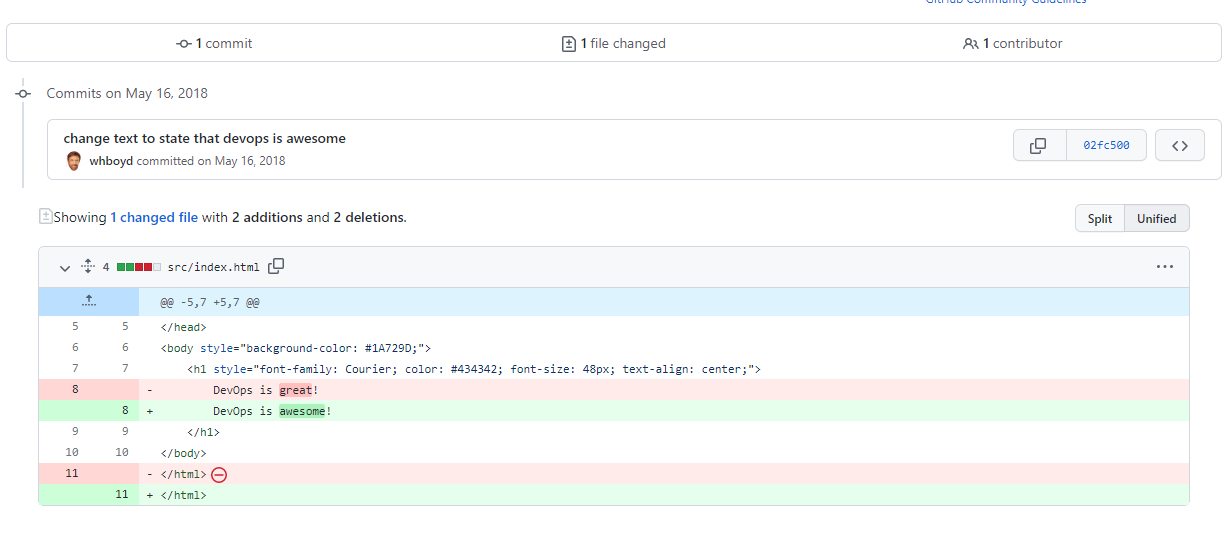 GitHub Community Guidelines
1 commit
1 file changed
1 contributor
Commits on May 16, 2018
change text to state that devops is awesome
whboyd committed on May 16, 2018
02fc500
Showing 1 changed file with 2 additions and 2 deletions.
Split Unified
4 src/index.html
@@ -5,7 +5,7 @@
5 5 </head>
6 6 <body style="background-color: #1A729D;">
7 7 <h1 style="font-family: Courier; color: #434342; font-size: 48px; text-align: center;">
8 - DevOps is great!
8 + DevOps is awesome!
9 9 </h1>
10 10 </body>
11 - </html>
11 + </html>